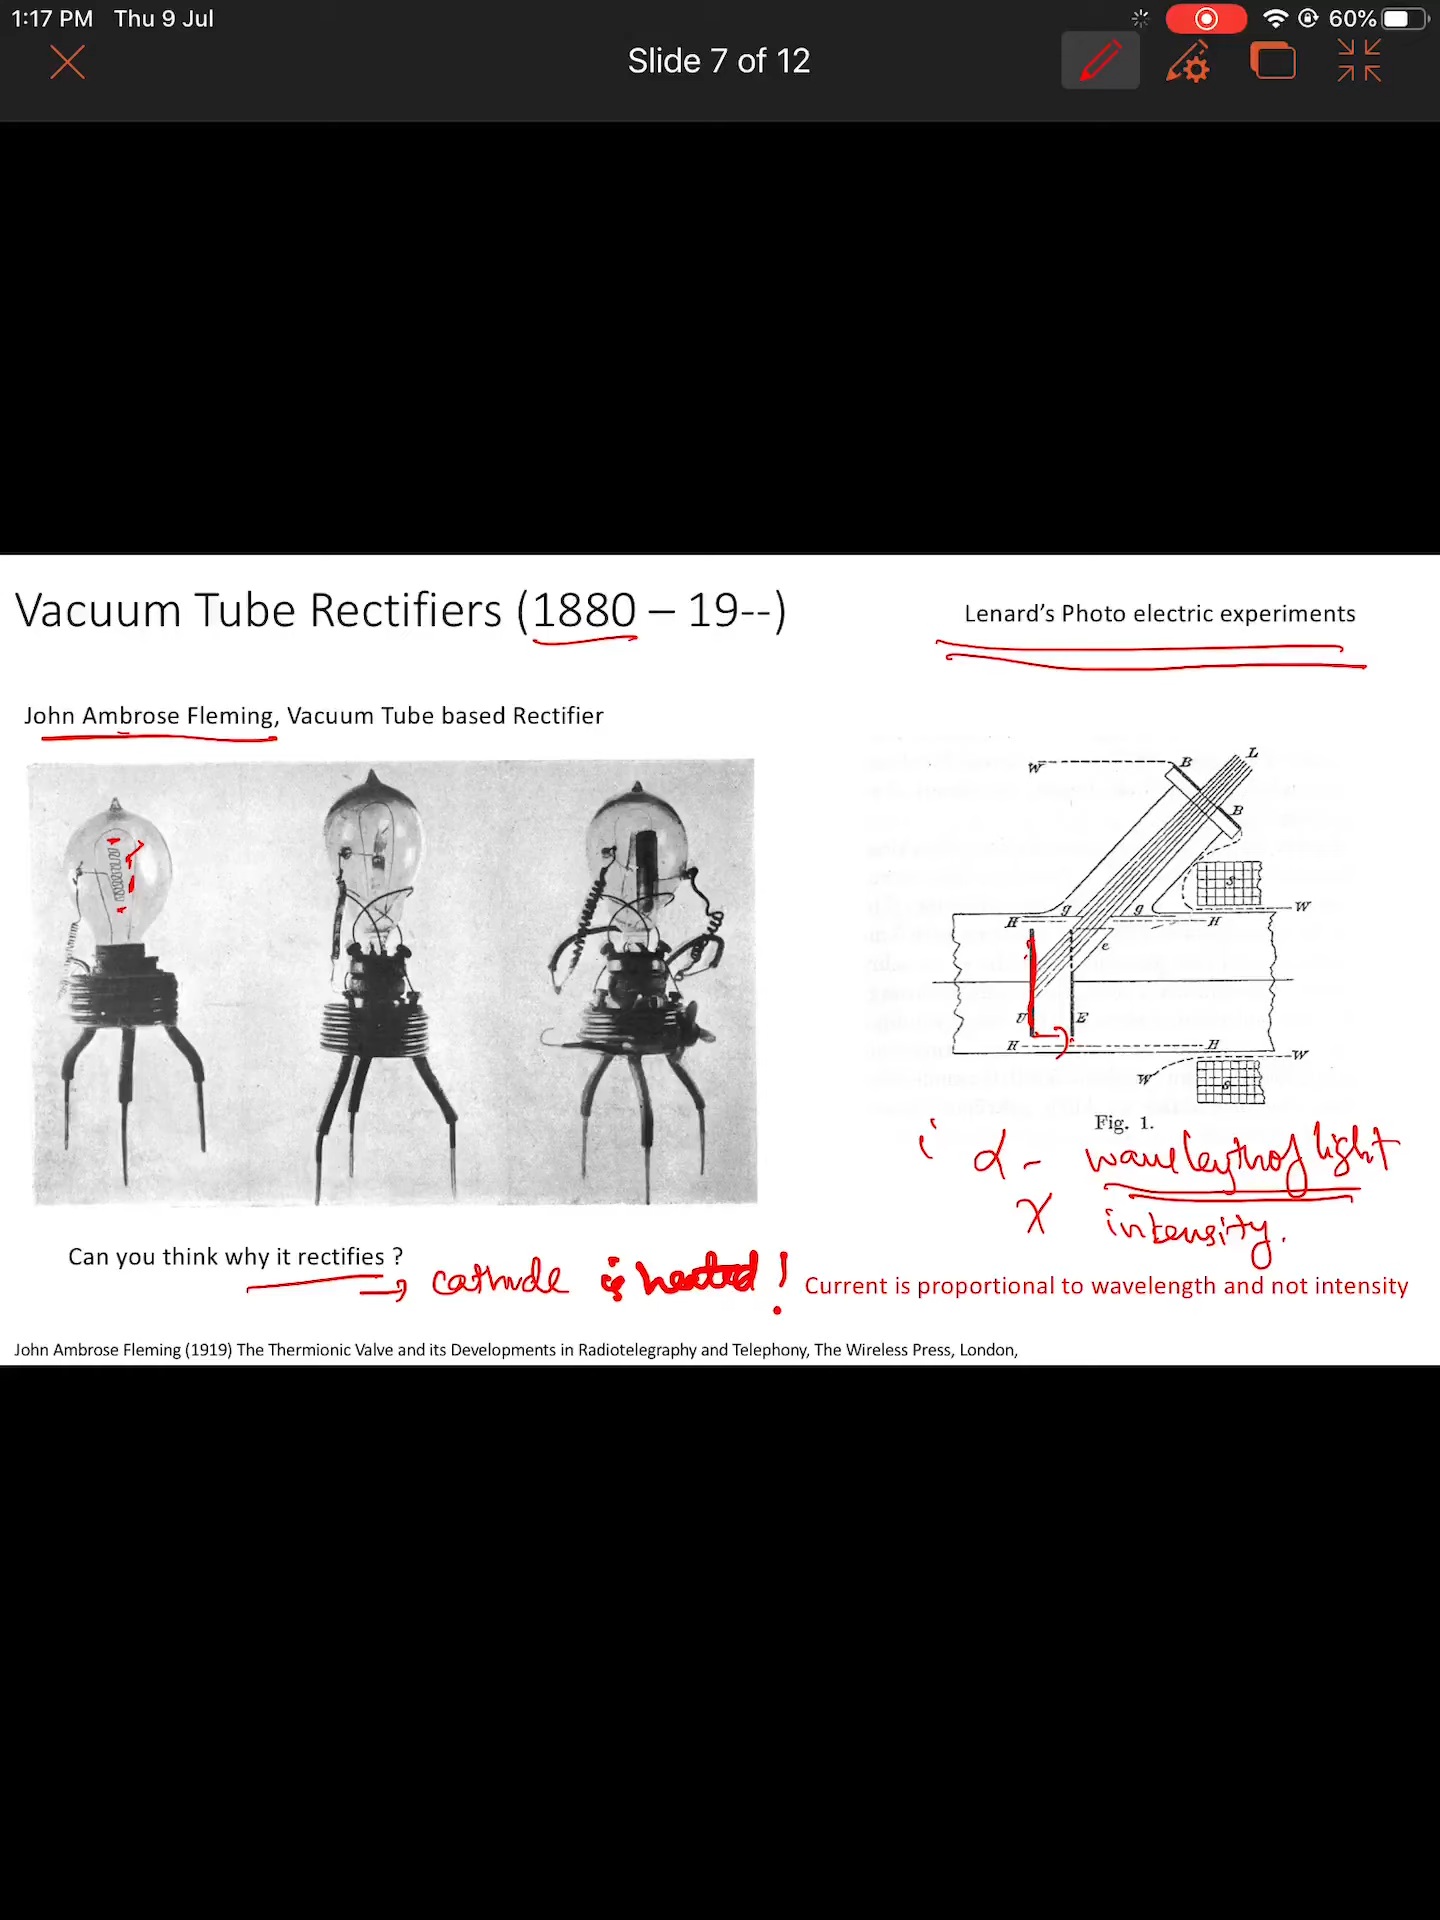 1:17 PM Thu 9 Jul
60%
Slide 7 of 12
Vacuum Tube Rectifiers (1880 – 19--)
Lenard's Photo electric experiments
John Ambrose Fleming, Vacuum Tube based Rectifier
W
B
L
B
S
W
H
g
g
H
e
U
E
H
H
W
W
S
Fig. 1.
i α - wavelength of light
x intensity.
Can you think why it rectifies ?
cathode is heated!
Current is proportional to wavelength and not intensity
John Ambrose Fleming (1919) The Thermionic Valve and its Developments in Radiotelegraphy and Telephony, The Wireless Press, London,